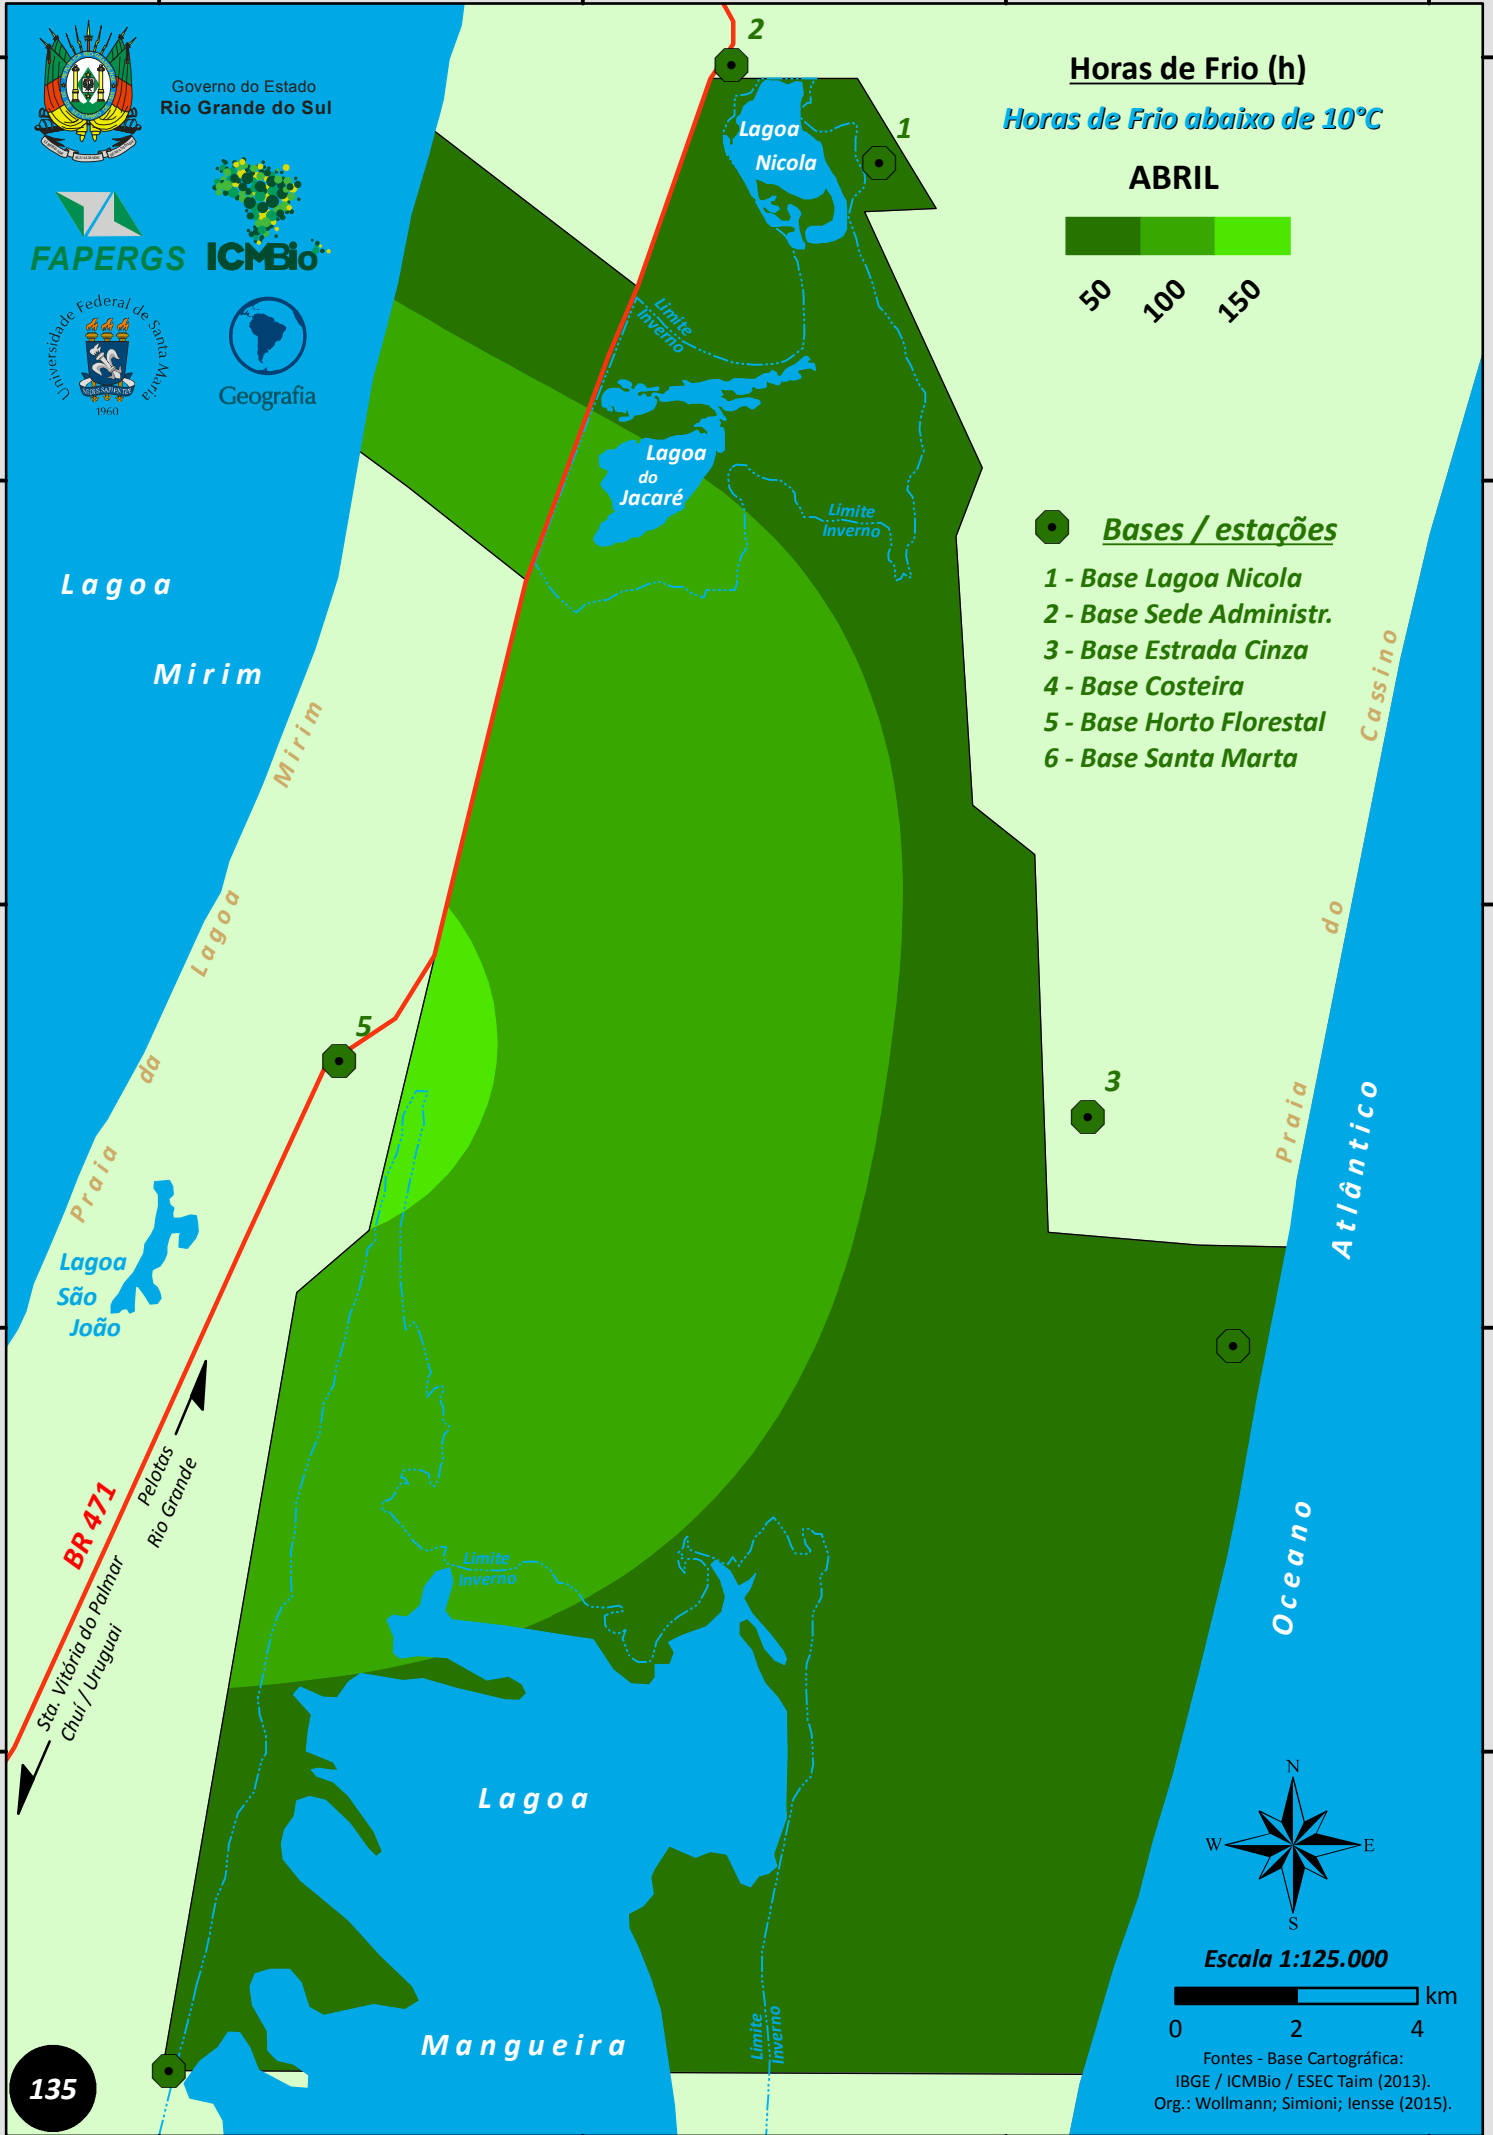 Governo do Estado
Rio Grande do Sul
FAPERGS
ICMBio
Universidade Federal de Santa Maria
1960
Geografia
Horas de Frio (h)
Horas de Frio abaixo de 10°C
ABRIL
50
100
150
Bases / estações
1 - Base Lagoa Nicola
2 - Base Sede Administr.
3 - Base Estrada Cinza
4 - Base Costeira
5 - Base Horto Florestal
6 - Base Santa Marta
2
1
Lagoa
Nicola
Limite
Inverno
Lagoa
do
Jacaré
Limite
Inverno
Lagoa
Mirim
Praia da Lagoa Mirim
Praia do Cassino
5
3
Lagoa
São
João
Oceano Atlântico
BR 471
Pelotas
Rio Grande
Sta. Vitória do Palmar
Chuí / Uruguai
Limite
Inverno
Lagoa
Mangueira
Limite
Inverno
N
W
E
S
Escala 1:125.000
km
0 2 4
Fontes - Base Cartográfica:
IBGE / ICMBio / ESEC Taim (2013).
Org.: Wollmann; Simioni; Iensse (2015).
135